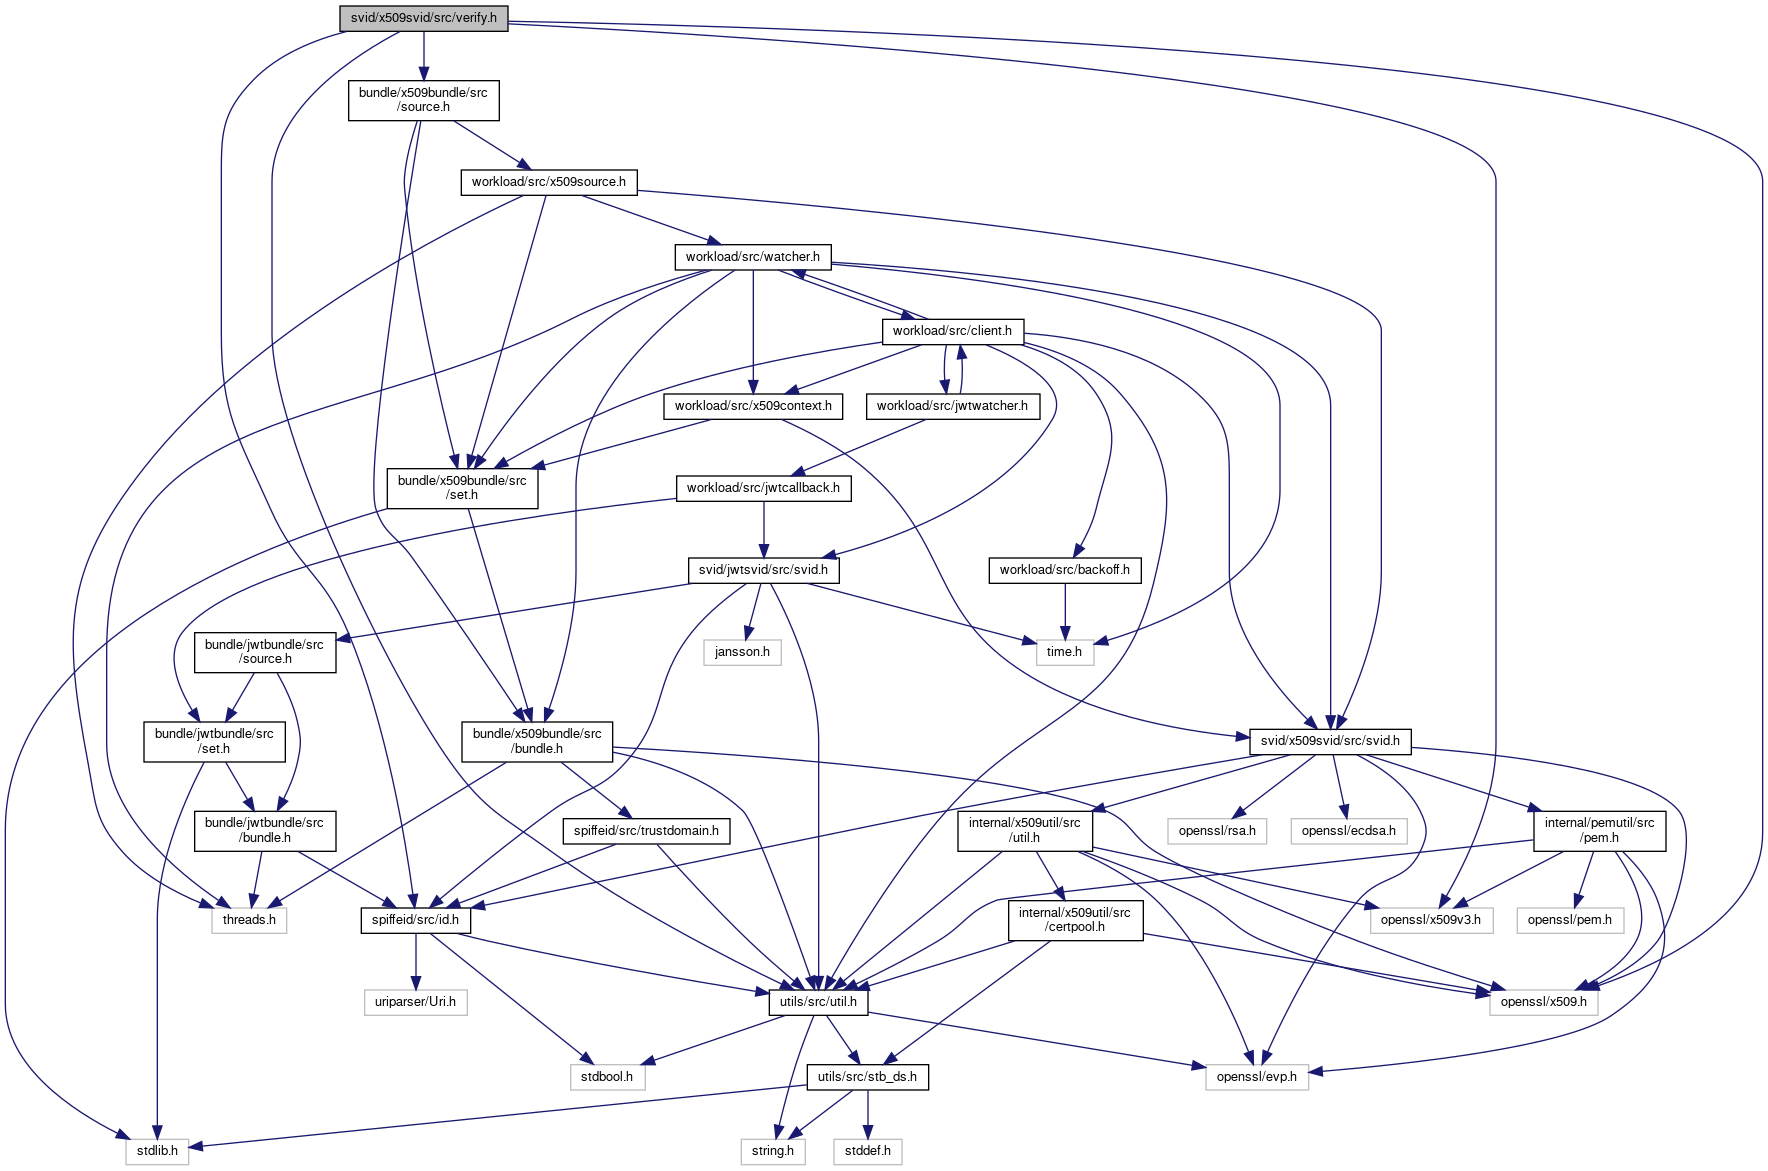 svid/x509svid/src/verify.h
bundle/x509bundle/src
/source.h
workload/src/x509source.h
workload/src/watcher.h
workload/src/client.h
workload/src/x509context.h
workload/src/jwtwatcher.h
bundle/x509bundle/src
/set.h
workload/src/jwtcallback.h
svid/jwtsvid/src/svid.h
workload/src/backoff.h
bundle/jwtbundle/src
/source.h
jansson.h
time.h
bundle/jwtbundle/src
/set.h
bundle/x509bundle/src
/bundle.h
svid/x509svid/src/svid.h
bundle/jwtbundle/src
/bundle.h
spiffeid/src/trustdomain.h
internal/x509util/src
/util.h
openssl/rsa.h
openssl/ecdsa.h
internal/pemutil/src
/pem.h
threads.h
spiffeid/src/id.h
internal/x509util/src
/certpool.h
openssl/x509v3.h
openssl/pem.h
uriparser/Uri.h
utils/src/util.h
openssl/x509.h
stdbool.h
utils/src/stb_ds.h
openssl/evp.h
stdlib.h
string.h
stddef.h